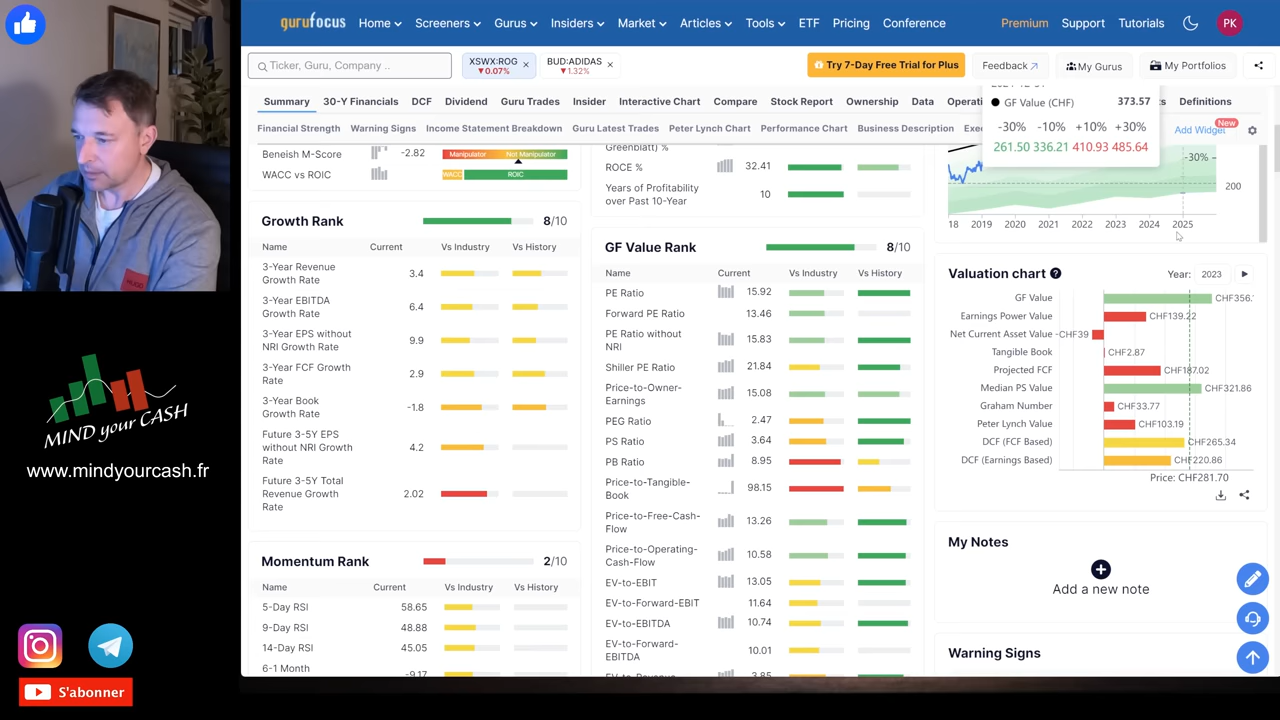 gurufocus
Home
Screeners
Gurus
Insiders
Market
Articles
Tools
ETF
Pricing
Conference
Premium
Support
Tutorials
PK
Ticker, Guru, Company ..
XSWX:ROG
▼0.07%
BUD:ADIDAS
▼1.32%
Try 7-Day Free Trial for Plus
Feedback
My Gurus
My Portfolios
Summary
30-Y Financials
DCF
Dividend
Guru Trades
Insider
Interactive Chart
Compare
Stock Report
Ownership
Data
Operati
Definitions
Financial Strength
Warning Signs
Income Statement Breakdown
Guru Latest Trades
Peter Lynch Chart
Performance Chart
Business Description
Exec
Add Widget
New
GF Value (CHF) 373.57
-30% -10% +10% +30%
261.50 336.21 410.93 485.64
-30%
200
18 2019 2020 2021 2022 2023 2024 2025
Beneish M-Score -2.82 Manipulator Not Manipulator
WACC vs ROIC WACC ROIC
Growth Rank 8/10
Name Current Vs Industry Vs History
3-Year Revenue
Growth Rate 3.4
3-Year EBITDA
Growth Rate 6.4
3-Year EPS without
NRI Growth Rate 9.9
3-Year FCF Growth
Rate 2.9
3-Year Book
Growth Rate -1.8
Future 3-5Y EPS
without NRI Growth
Rate 4.2
Future 3-5Y Total
Revenue Growth
Rate 2.02
Momentum Rank 2/10
Name Current Vs Industry Vs History
5-Day RSI 58.65
9-Day RSI 48.88
14-Day RSI 45.05
6-1 Month -9.17
Greenblatt) %
ROCE % 32.41
Years of Profitability
over Past 10-Year 10
GF Value Rank 8/10
Name Current Vs Industry Vs History
PE Ratio 15.92
Forward PE Ratio 13.46
PE Ratio without
NRI 15.83
Shiller PE Ratio 21.84
Price-to-Owner-
Earnings 15.08
PEG Ratio 2.47
PS Ratio 3.64
PB Ratio 8.95
Price-to-Tangible-
Book 98.15
Price-to-Free-Cash-
Flow 13.26
Price-to-Operating-
Cash-Flow 10.58
EV-to-EBIT 13.05
EV-to-Forward-EBIT 11.64
EV-to-EBITDA 10.74
EV-to-Forward-
EBITDA 10.01
EV-to-Revenue 3.85
Valuation chart ? Year: 2023
GF Value CHF356.
Earnings Power Value CHF139.22
Net Current Asset Value -CHF39
Tangible Book CHF2.87
Projected FCF CHF187.02
Median PS Value CHF321.86
Graham Number CHF33.77
Peter Lynch Value CHF103.19
DCF (FCF Based) CHF265.34
DCF (Earnings Based) CHF220.86
Price: CHF281.70
My Notes
Add a new note
Warning Signs
MIND your CASH
www.mindyourcash.fr
S'abonner